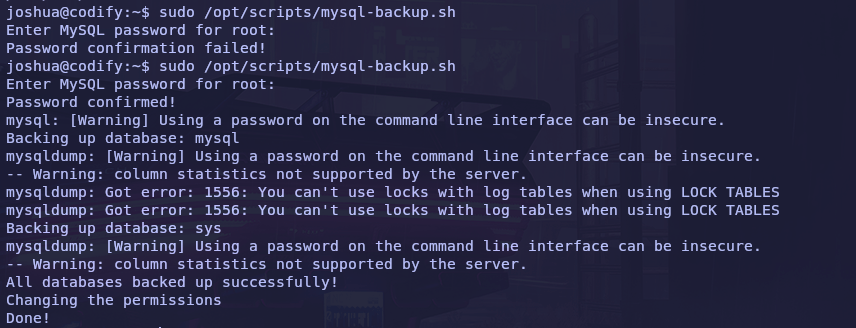 joshua@codify:~$ sudo /opt/scripts/mysql-backup.sh
Enter MySQL password for root:
Password confirmation failed!
joshua@codify:~$ sudo /opt/scripts/mysql-backup.sh
Enter MySQL password for root:
Password confirmed!
mysql: [Warning] Using a password on the command line interface can be insecure.
Backing up database: mysql
mysqldump: [Warning] Using a password on the command line interface can be insecure.
-- Warning: column statistics not supported by the server.
mysqldump: Got error: 1556: You can't use locks with log tables when using LOCK TABLES
mysqldump: Got error: 1556: You can't use locks with log tables when using LOCK TABLES
Backing up database: sys
mysqldump: [Warning] Using a password on the command line interface can be insecure.
-- Warning: column statistics not supported by the server.
All databases backed up successfully!
Changing the permissions
Done!